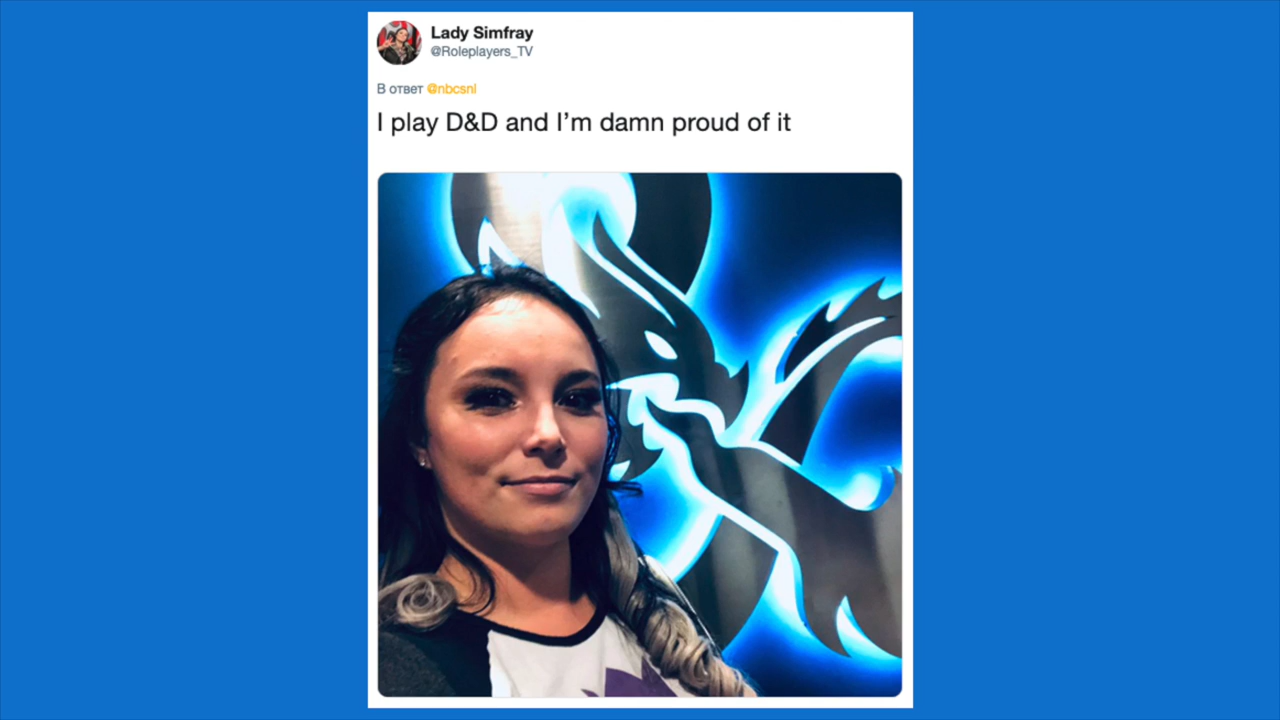 Lady Simfray
@Roleplayers_TV
В ответ @nbcsnl
I play D&D and I’m damn proud of it